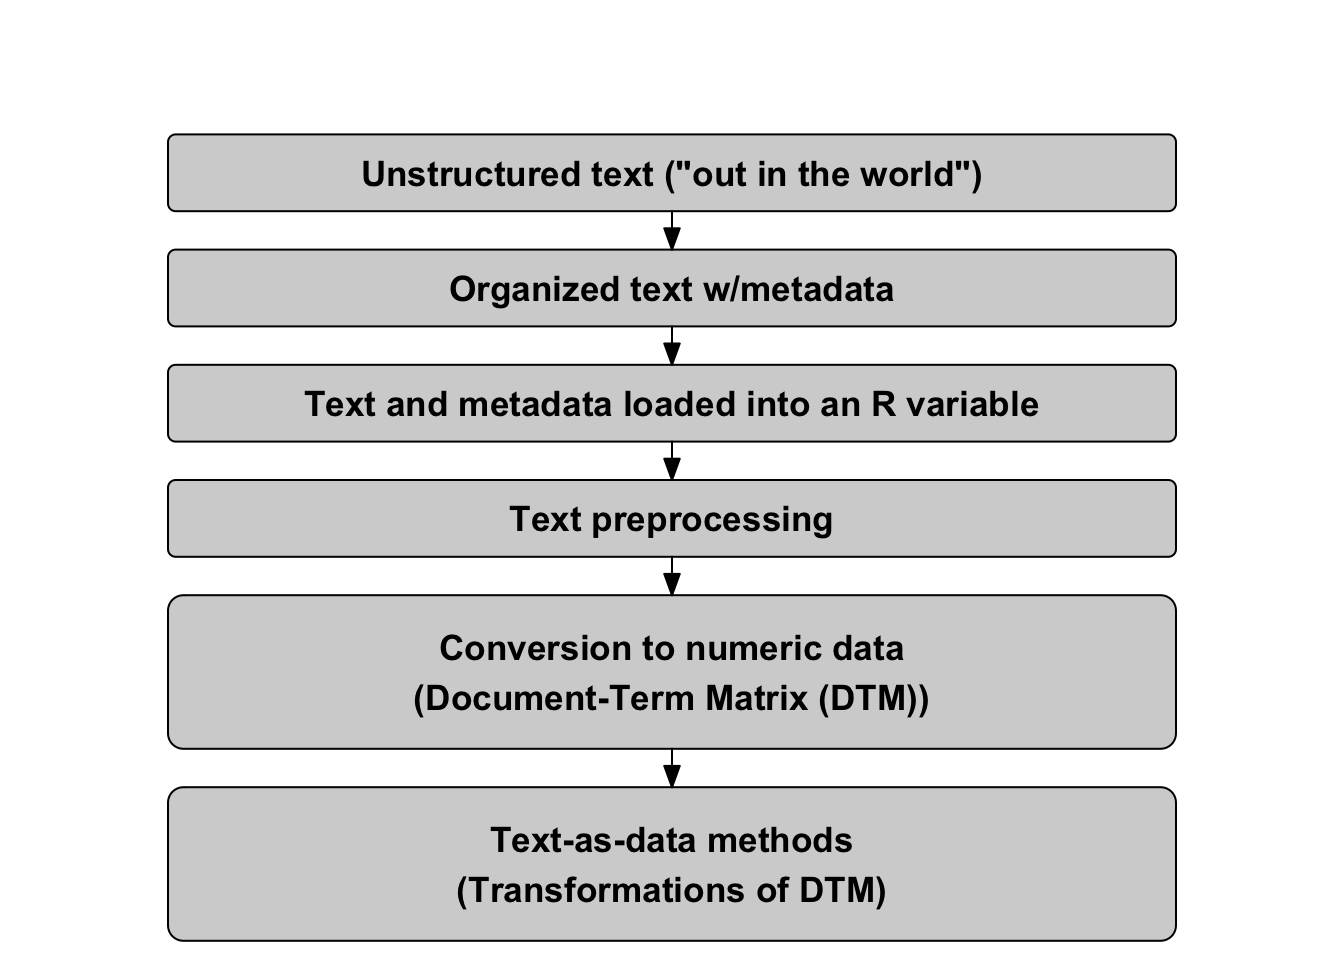 Unstructured text ("out in the world")
Organized text w/metadata
Text and metadata loaded into an R variable
Text preprocessing
Conversion to numeric data
(Document-Term Matrix (DTM))
Text-as-data methods
(Transformations of DTM)